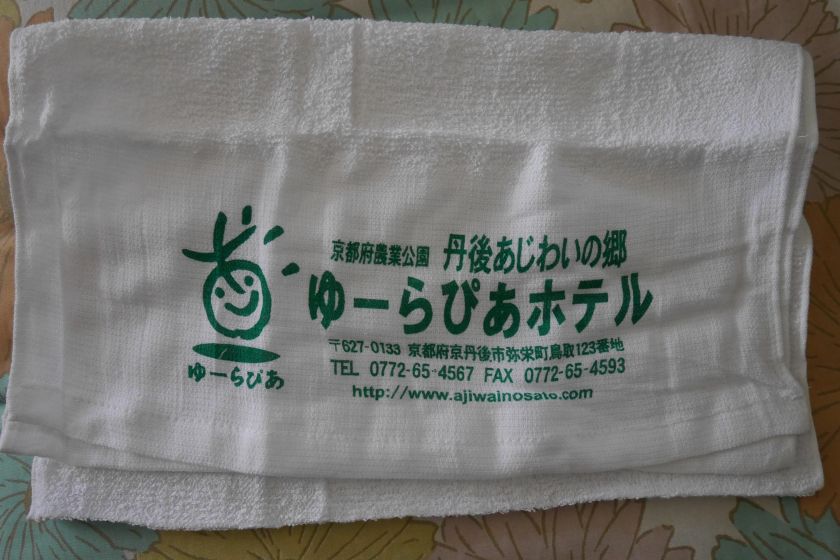 京都府農業公園 丹後あじわいの郷
ゆーらぴあホテル
〒627-0133 京都府京丹後市弥栄町鳥取123番地
TEL 0772-65-4567 FAX 0772-65-4593
http://www.ajiwainosato.com
ゆーらぴあ